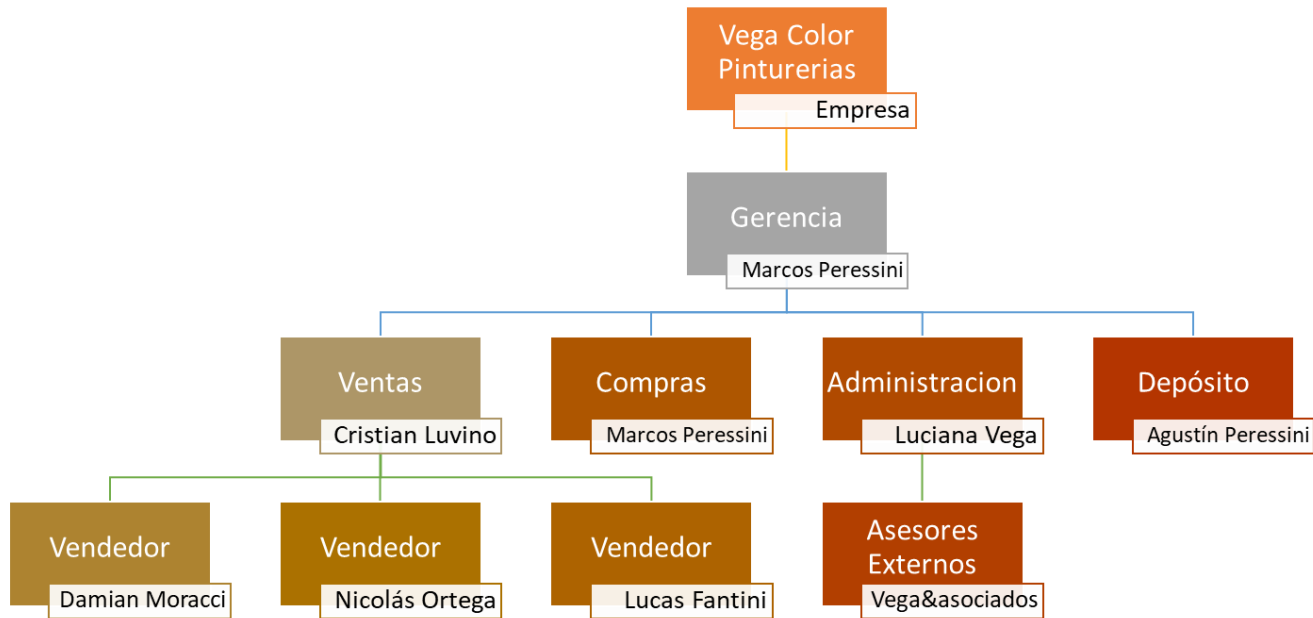 Vega Color
Pinturerias
Empresa
Gerencia
Marcos Peressini
Ventas
Cristian Luvino
Compras
Marcos Peressini
Administracion
Luciana Vega
Depósito
Agustín Peressini
Vendedor
Damian Moracci
Vendedor
Nicolás Ortega
Vendedor
Lucas Fantini
Asesores
Externos
Vega&asociados